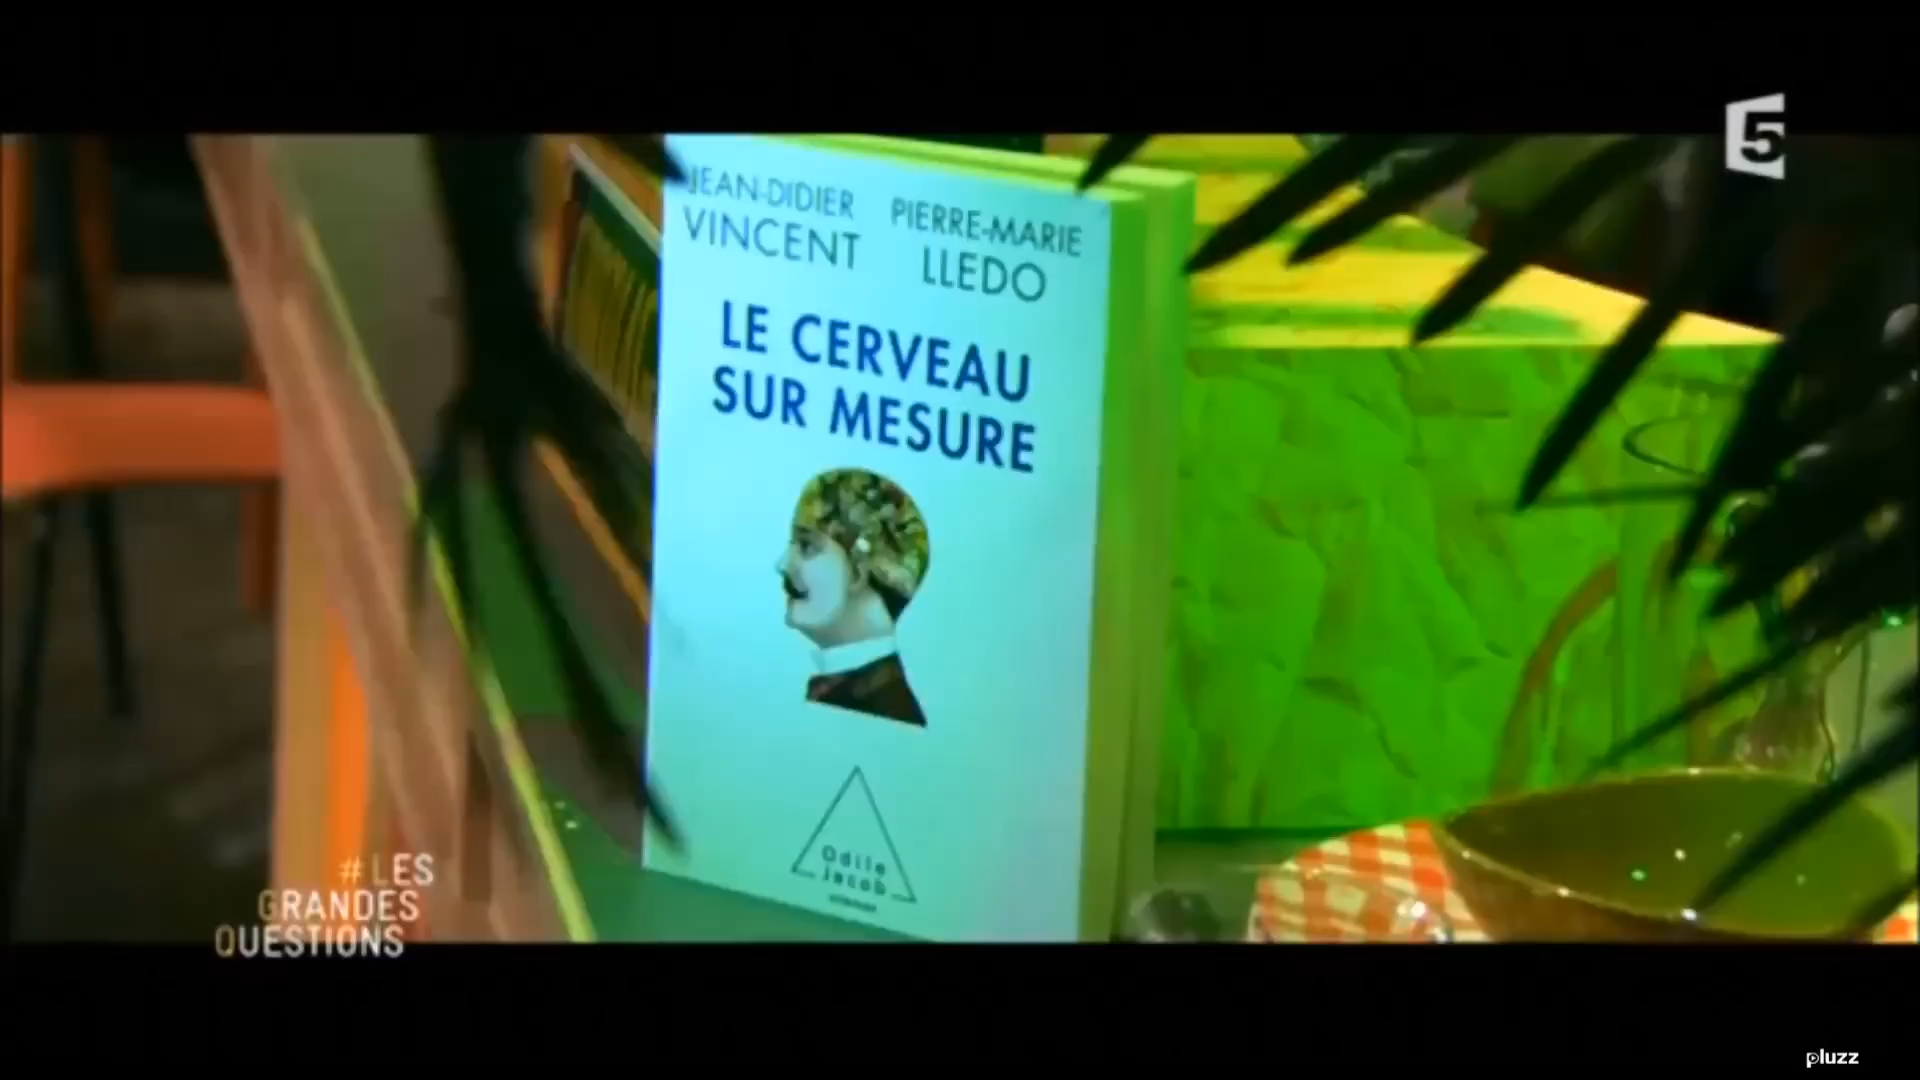 5
JEAN-DIDIER
VINCENT
PIERRE-MARIE
LLEDO
LE CERVEAU
SUR MESURE
Odile
Jacob
# LES
GRANDES
QUESTIONS
pluzz